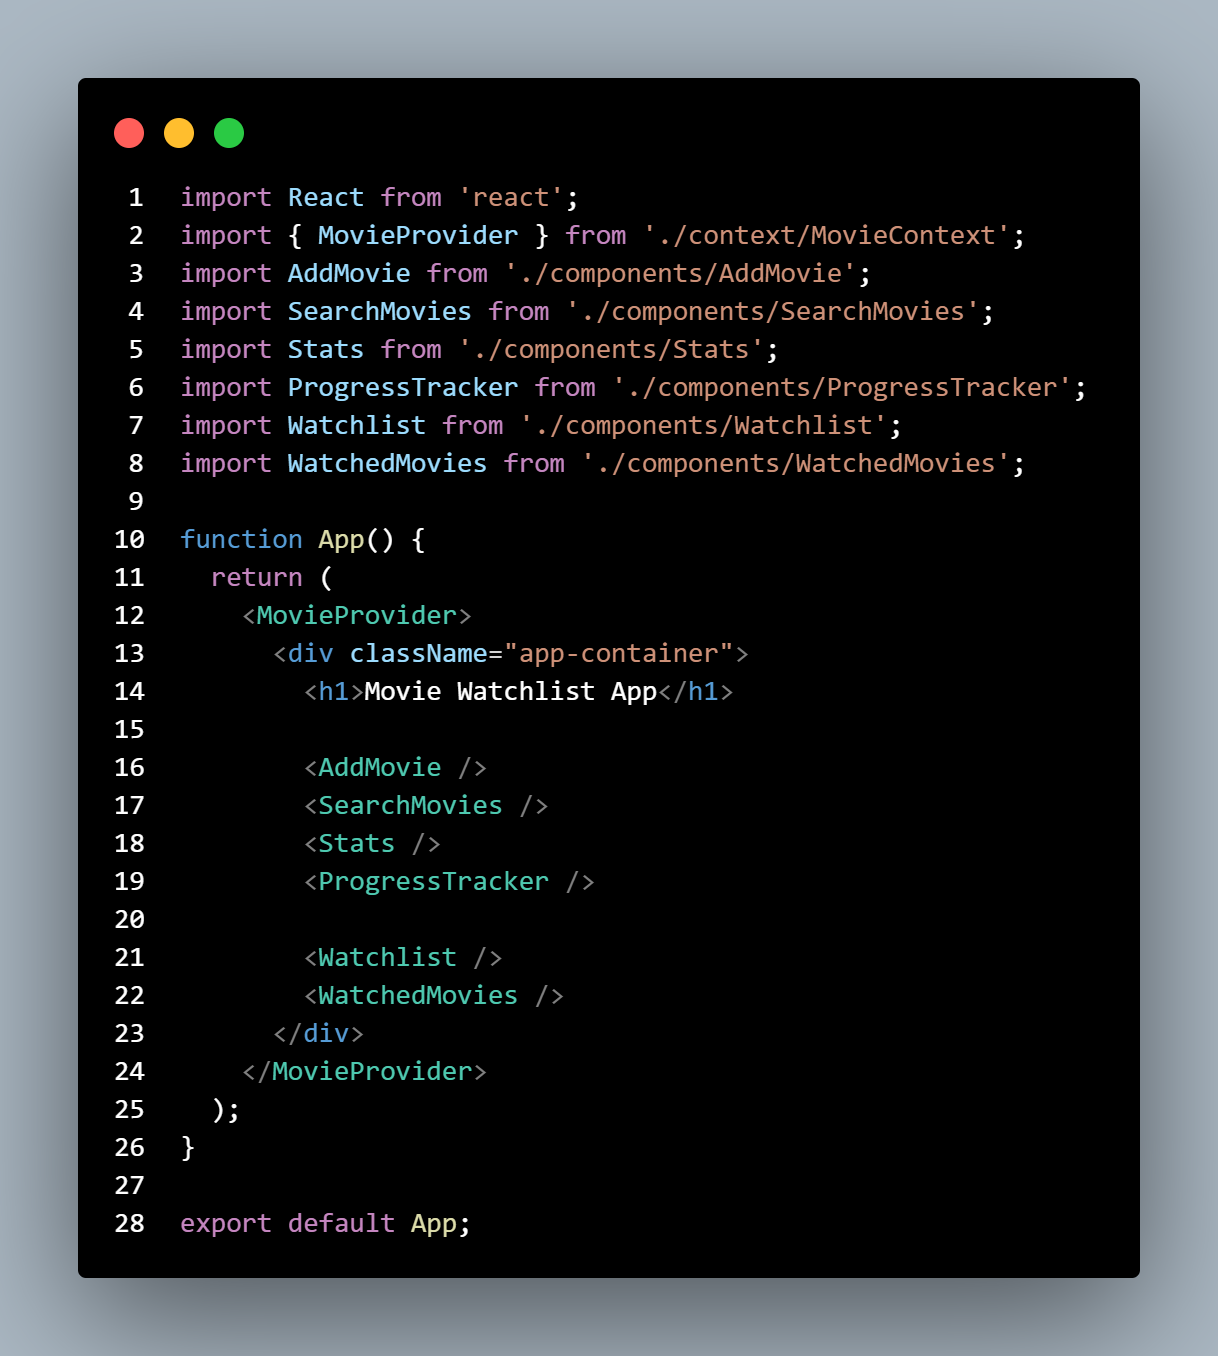 1 import React from 'react';
2 import { MovieProvider } from './context/MovieContext';
3 import AddMovie from './components/AddMovie';
4 import SearchMovies from './components/SearchMovies';
5 import Stats from './components/Stats';
6 import ProgressTracker from './components/ProgressTracker';
7 import Watchlist from './components/Watchlist';
8 import WatchedMovies from './components/WatchedMovies';
9
10 function App() {
11   return (
12     <MovieProvider>
13       <div className="app-container">
14         <h1>Movie Watchlist App</h1>
15
16         <AddMovie />
17         <SearchMovies />
18         <Stats />
19         <ProgressTracker />
20
21         <Watchlist />
22         <WatchedMovies />
23       </div>
24     </MovieProvider>
25   );
26 }
27
28 export default App;